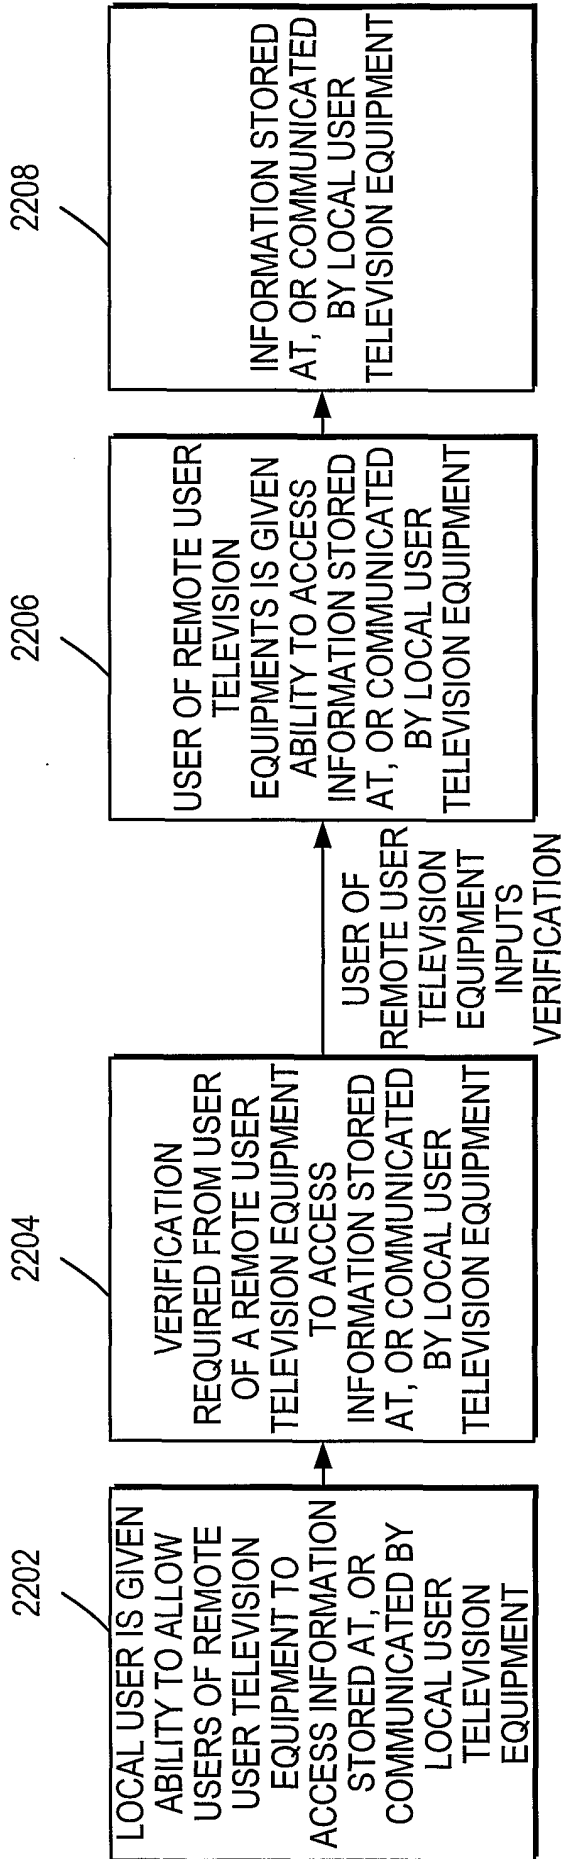 2202
LOCAL USER IS GIVEN
ABILITY TO ALLOW
USERS OF REMOTE
USER TELEVISION
EQUIPMENT TO
ACCESS INFORMATION
STORED AT, OR
COMMUNICATED BY
LOCAL USER
TELEVISION
EQUIPMENT
2204
VERIFICATION
REQUIRED FROM USER
OF A REMOTE USER
TELEVISION EQUIPMENT
TO ACCESS
INFORMATION STORED
AT, OR COMMUNICATED
BY LOCAL USER
TELEVISION EQUIPMENT
USER OF
REMOTE USER
TELEVISION
EQUIPMENT
INPUTS
VERIFICATION
2206
USER OF REMOTE USER
TELEVISION
EQUIPMENTS IS GIVEN
ABILITY TO ACCESS
INFORMATION STORED
AT, OR COMMUNICATED
BY LOCAL USER
TELEVISION EQUIPMENT
2208
INFORMATION STORED
AT, OR COMMUNICATED
BY LOCAL USER
TELEVISION EQUIPMENT